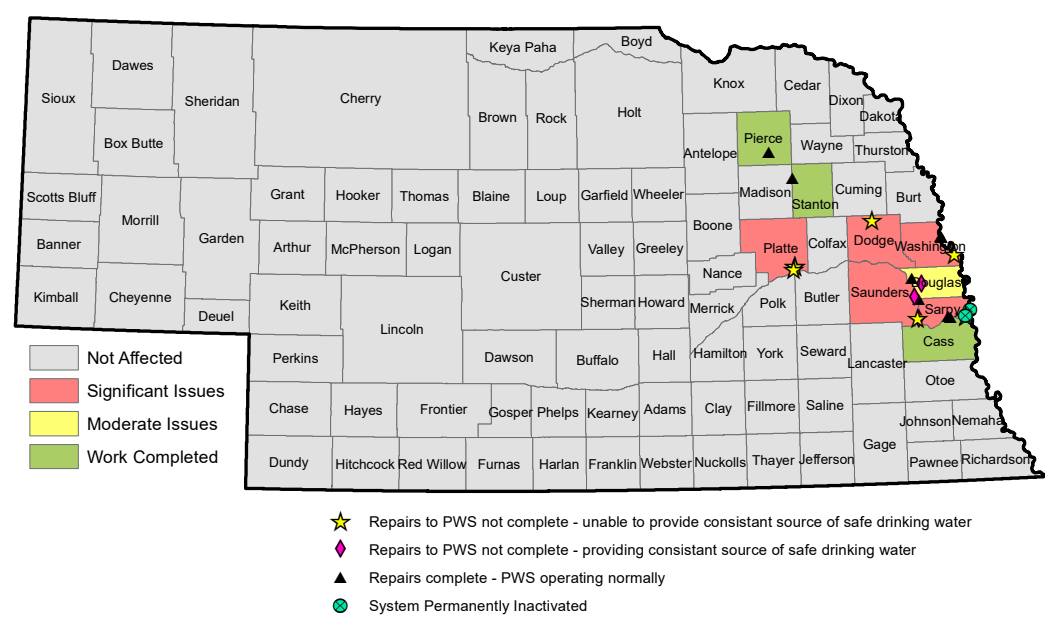 Keya Paha
Boyd
Dawes
Sioux
Sheridan
Cherry
Knox
Cedar
Dixon
Dakota
Brown
Rock
Holt
Box Butte
Antelope
Pierce
Wayne
Thurston
Scotts Bluff
Grant
Hooker
Thomas
Blaine
Loup
Garfield
Wheeler
Madison
Stanton
Cuming
Burt
Morrill
Garden
Boone
Banner
Arthur
McPherson
Logan
Custer
Valley
Greeley
Platte
Colfax
Dodge
Washington
Nance
Kimball
Cheyenne
Deuel
Keith
Lincoln
Sherman
Howard
Merrick
Polk
Butler
Saunders
Douglas
Sarpy
Perkins
Dawson
Buffalo
Hall
Hamilton
York
Seward
Lancaster
Cass
Otoe
Chase
Hayes
Frontier
Gosper
Phelps
Kearney
Adams
Clay
Fillmore
Saline
Johnson
Nemaha
Gage
Dundy
Hitchcock
Red Willow
Furnas
Harlan
Franklin
Webster
Nuckolls
Thayer
Jefferson
Pawnee
Richardson
Not Affected
Significant Issues
Moderate Issues
Work Completed
Repairs to PWS not complete - unable to provide consistant source of safe drinking water
Repairs to PWS not complete - providing consistant source of safe drinking water
Repairs complete - PWS operating normally
System Permanently Inactivated